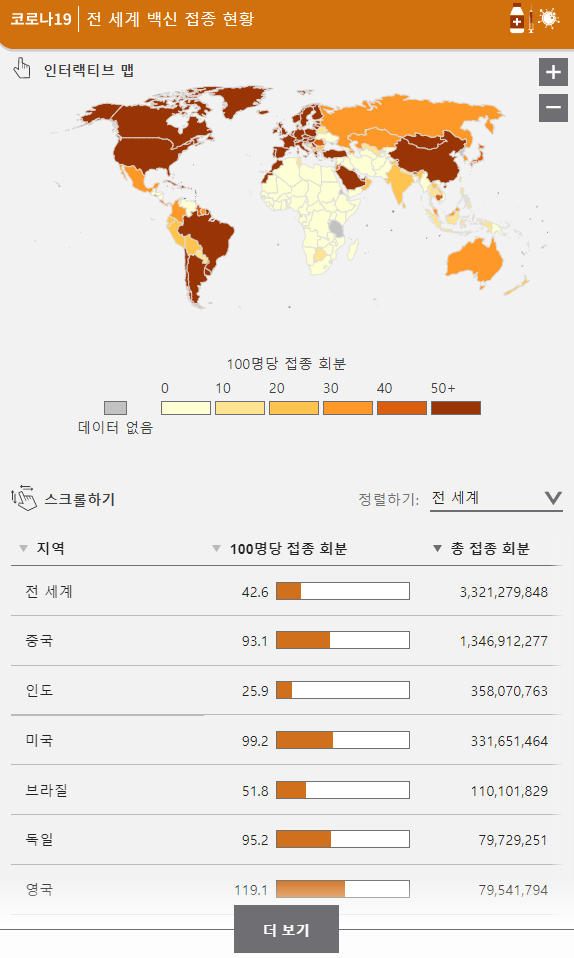 코로나19 전 세계 백신 접종 현황
인터랙티브 맵
+
−
100명당 접종 회분
0 10 20 30 40 50+
데이터 없음
스크롤하기 정렬하기: 전 세계
지역 100명당 접종 회분 총 접종 회분
전 세계 42.6 3,321,279,848
중국 93.1 1,346,912,277
인도 25.9 358,070,763
미국 99.2 331,651,464
브라질 51.8 110,101,829
독일 95.2 79,729,251
영국 119.1 79,541,794
더 보기